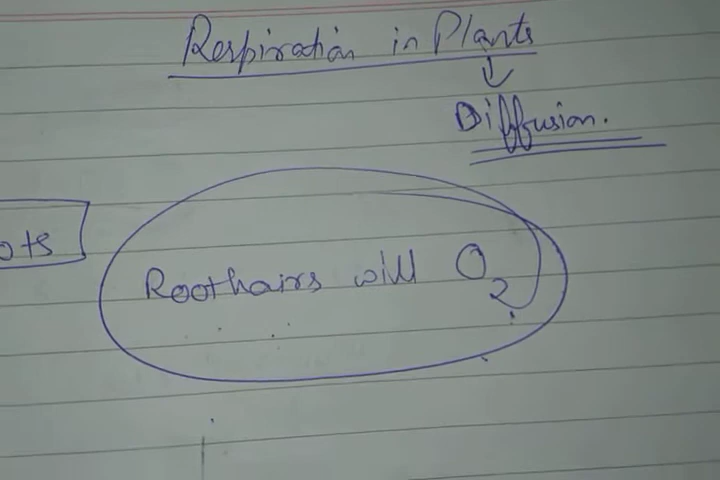 Respiration in Plants
Diffusion.
Roothairs will O2